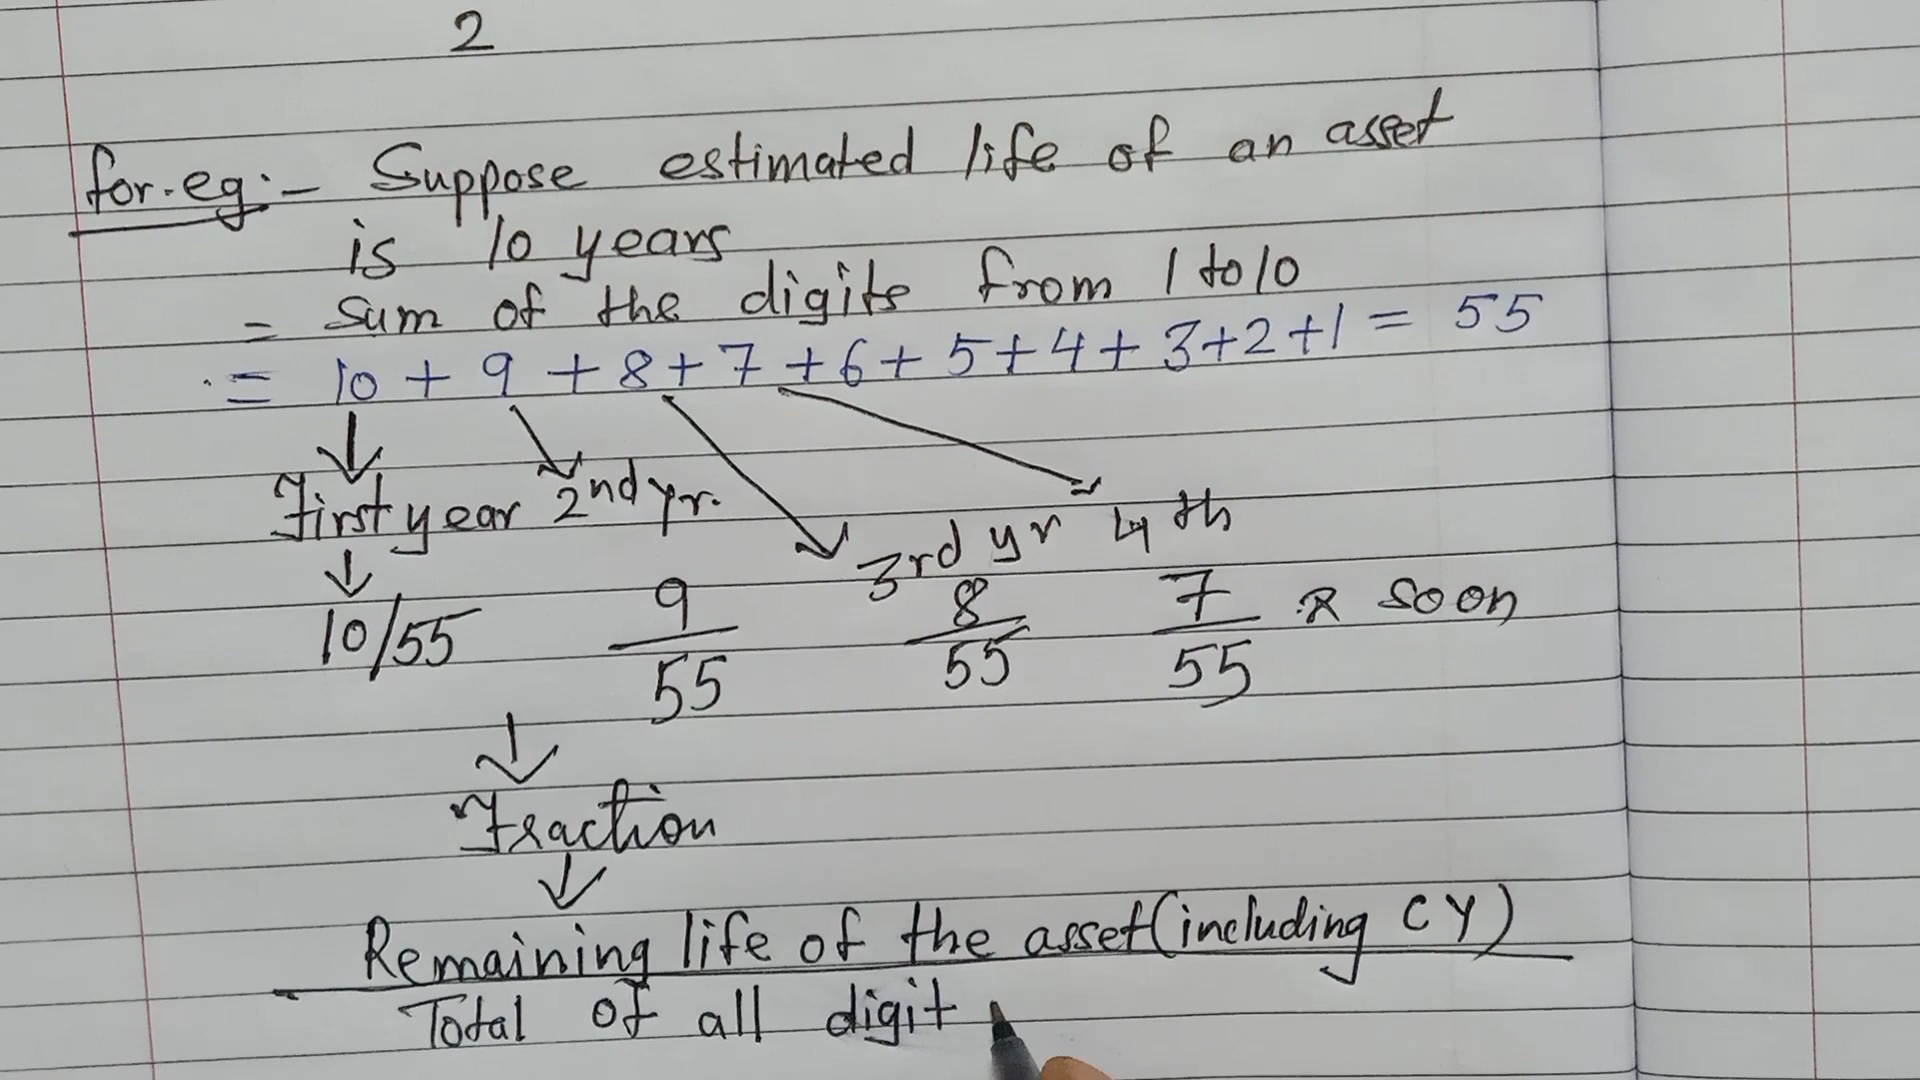 2
for.eg:- Suppose estimated life of an asset
is 10 years
= sum of the digits from 1 to 10
= 10 + 9 + 8 + 7 + 6 + 5 + 4 + 3 + 2 + 1 = 55
First year 2nd yr. 3rd yr 4th
10/55 9/55 8/55 7/55 & soon
Fraction
Remaining life of the asset (including CY)
Total of all digit